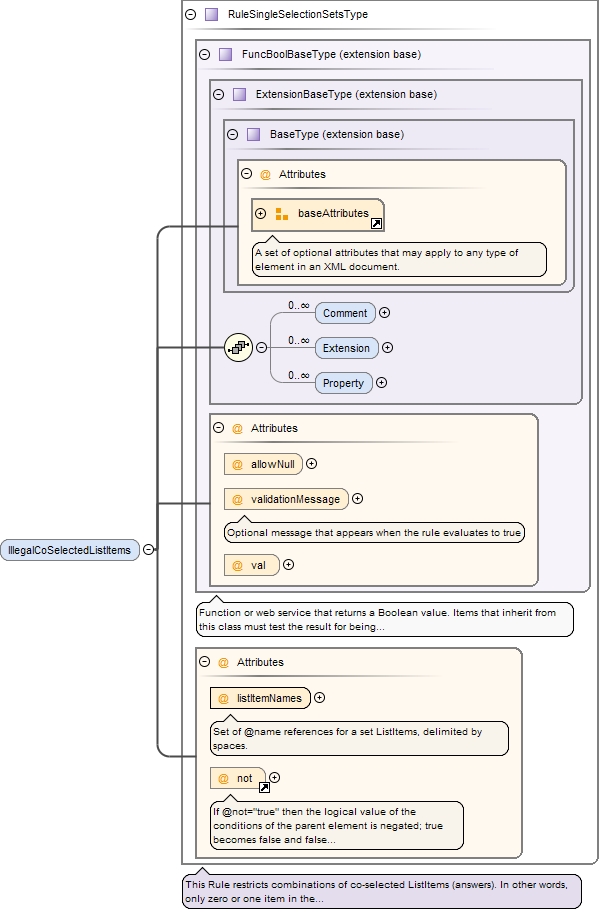 RuleSingleSelectionSetsType
FuncBoolBaseType (extension base)
ExtensionBaseType (extension base)
BaseType (extension base)
@ Attributes
baseAttributes
A set of optional attributes that may apply to any type of
element in an XML document.
0..∞
Comment
0..∞
Extension
0..∞
Property
@ Attributes
@ allowNull
@ validationMessage
Optional message that appears when the rule evaluates to true
IllegalCoSelectedListItems
@ val
Function or web service that returns a Boolean value. Items that inherit from
this class must test the result for being...
@ Attributes
@ listItemNames
Set of @name references for a set ListItems, delimited by
spaces.
@ not
If @not="true" then the logical value of the
conditions of the parent element is negated; true
becomes false and false...
This Rule restricts combinations of co-selected ListItems (answers). In other words,
only zero or one item in the...